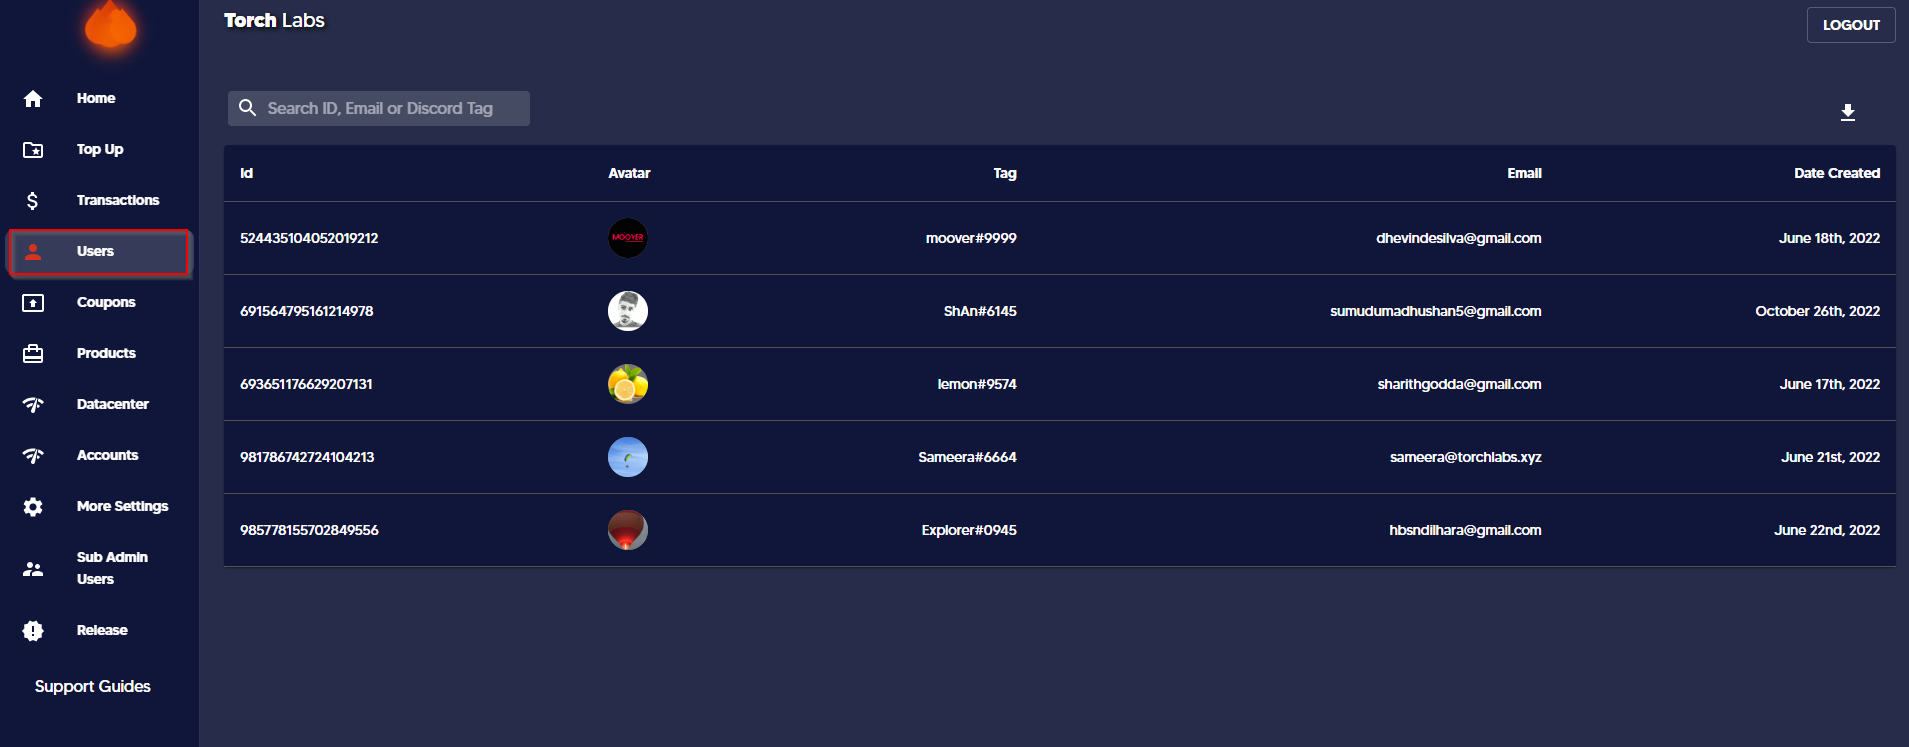 Torch Labs
LOGOUT
Home
Top Up
Transactions
Users
Coupons
Products
Datacenter
Accounts
More Settings
Sub Admin
Users
Release
Support Guides
Search ID, Email or Discord Tag
Id Avatar Tag Email Date Created
524435104052019212 MOOVER moover#9999 dhevindesilva@gmail.com June 18th, 2022
691564795161214978 ShAn#6145 sumudumadhushan5@gmail.com October 26th, 2022
693651176629207131 lemon#9574 sharithgodda@gmail.com June 17th, 2022
981786742724104213 Sameera#6664 sameera@torchlabs.xyz June 21st, 2022
985778155702849556 Explorer#0945 hbsndilhara@gmail.com June 22nd, 2022